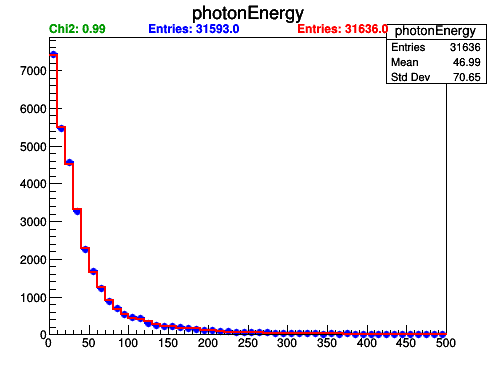 photonEnergy
Chi2: 0.99 Entries: 31593.0 Entries: 31636.0
photonEnergy
Entries 31636
Mean 46.99
Std Dev 70.65
7000
6000
5000
4000
3000
2000
1000
0
0 50 100 150 200 250 300 350 400 450 500